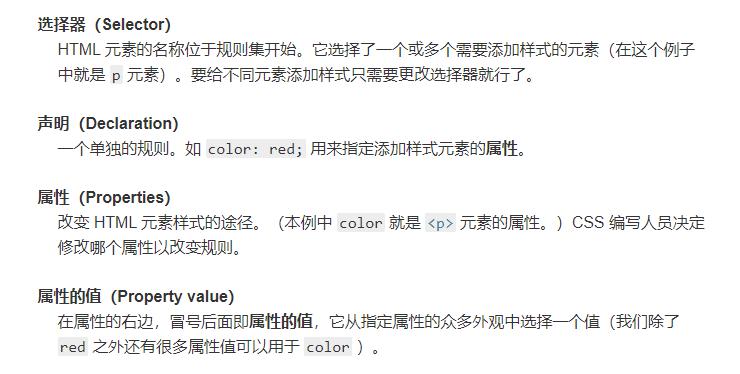 选择器（Selector）
HTML 元素的名称位于规则集开始。它选择了一个或多个需要添加样式的元素（在这个例子
中就是 p 元素）。要给不同元素添加样式只需要更改选择器就行了。
声明（Declaration）
一个单独的规则。如 color: red; 用来指定添加样式元素的属性。
属性（Properties）
改变 HTML 元素样式的途径。（本例中 color 就是 <p> 元素的属性。）CSS 编写人员决定
修改哪个属性以改变规则。
属性的值（Property value）
在属性的右边，冒号后面即属性的值，它从指定属性的众多外观中选择一个值（我们除了
red 之外还有很多属性值可以用于 color ）。